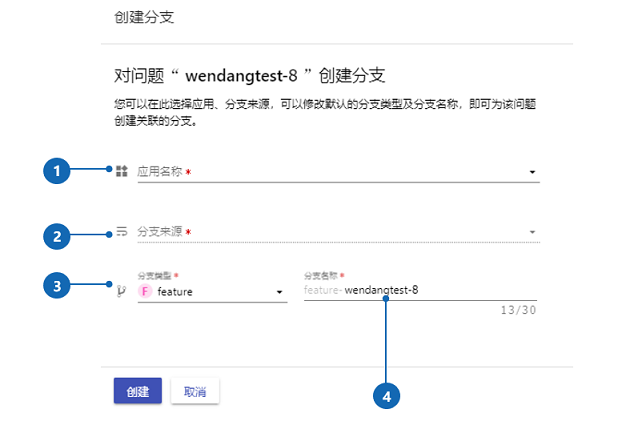 创建分支
对问题“ wendangtest-8 ”创建分支
您可以在此选择应用、分支来源，可以修改默认的分支类型及分支名称，即可为该问题
创建关联的分支。
1 应用名称 *
2 分支来源 *
分支类型 * 分支名称 *
3 F feature feature- wendangtest-8
13/30
创建 取消 4